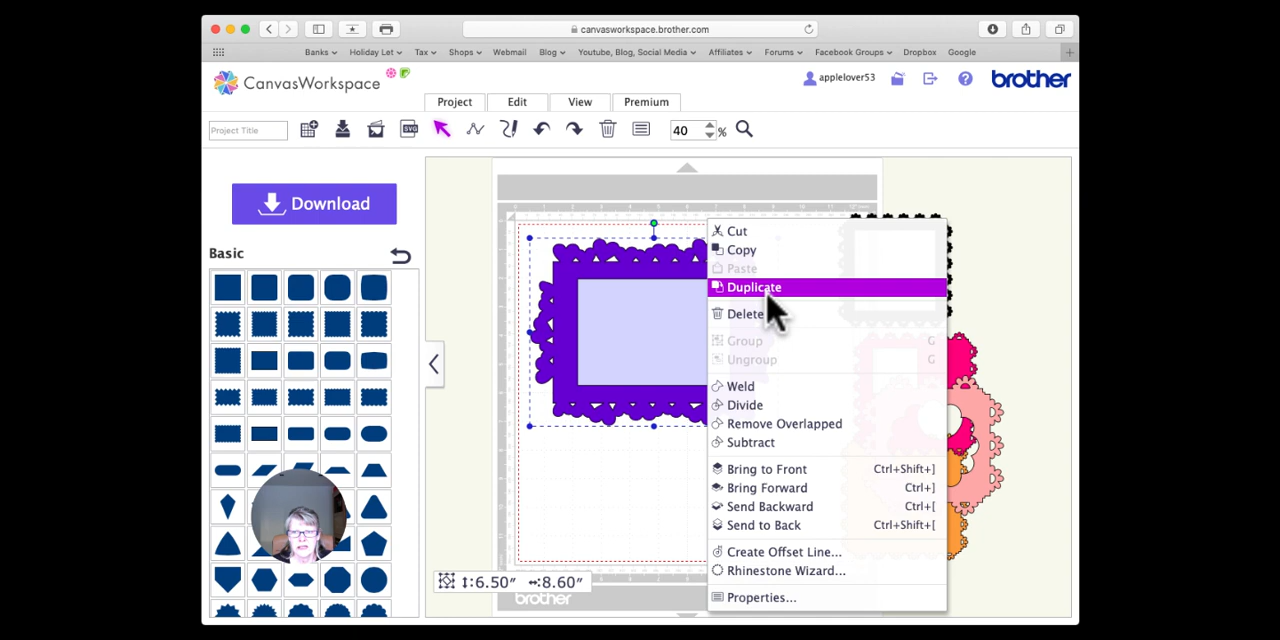 canvasworkspace.brother.com
Banks Holiday Let Tax Shops Webmail Blog Youtube, Blog, Social Media Affiliates Forums Facebook Groups Dropbox Google
CanvasWorkspace
applelover53
brother
Project Edit View Premium
Project Title
SVG
40 %
Download
Basic
Cut
Copy
Paste
Duplicate
Delete
Group G
Ungroup G
Weld
Divide
Remove Overlapped
Subtract
Bring to Front Ctrl+Shift+]
Bring Forward Ctrl+]
Send Backward Ctrl+[
Send to Back Ctrl+Shift+[
Create Offset Line...
Rhinestone Wizard...
Properties...
↕:6.50" ↔:8.60"
brother